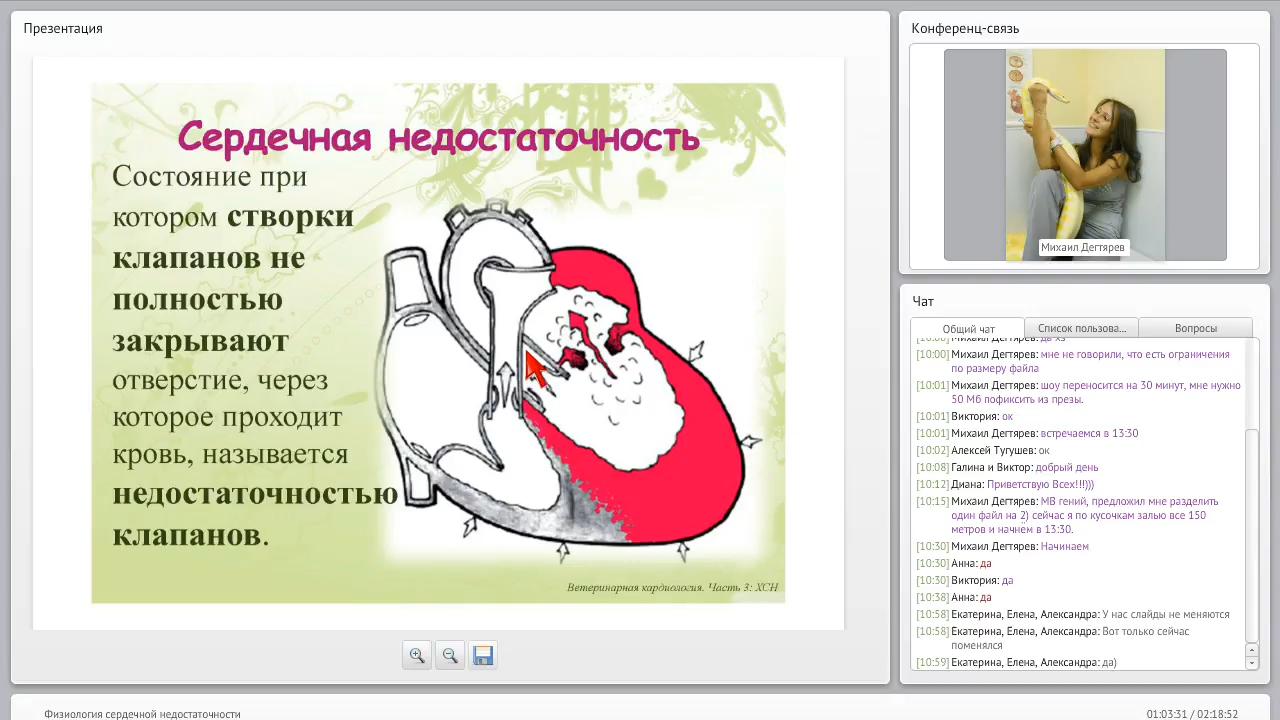 Презентация
Сердечная недостаточность
Состояние при
котором створки
клапанов не
полностью
закрывают
отверстие, через
которое проходит
кровь, называется
недостаточностью
клапанов.
Ветеринарная кардиология. Часть 3: ХСН
Конференц-связь
Михаил Дегтярев
Чат
Общий чат
Список пользова...
Вопросы
[10:00] Михаил Дегтярев: да хз
[10:00] Михаил Дегтярев: мне не говорили, что есть ограничения
по размеру файла
[10:01] Михаил Дегтярев: шоу переносится на 30 минут, мне нужно
50 Мб пофиксить из презы.
[10:01] Виктория: ок
[10:01] Михаил Дегтярев: встречаемся в 13:30
[10:02] Алексей Тугушев: ок
[10:08] Галина и Виктор: добрый день
[10:12] Диана: Приветствую Всех!!!)))
[10:15] Михаил Дегтярев: МВ гений, предложил мне разделить
один файл на 2) сейчас я по кусочкам залью все 150
метров и начнем в 13:30.
[10:30] Михаил Дегтярев: Начинаем
[10:30] Анна: да
[10:30] Виктория: да
[10:38] Анна: да
[10:58] Екатерина, Елена, Александра: У нас слайды не меняются
[10:58] Екатерина, Елена, Александра: Вот только сейчас
поменялся
[10:59] Екатерина, Елена, Александра: да)
Физиология сердечной недостаточности
01:03:31 / 02:18:52